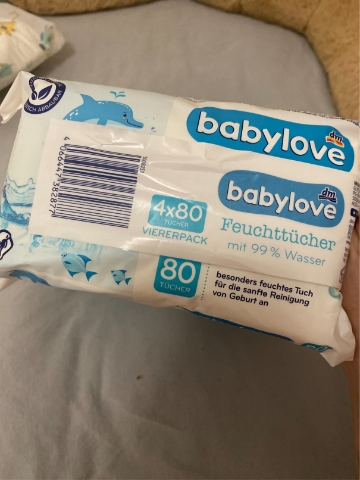 dm
babylove
dm
babylove
4x80
TÜCHER
VIERERPACK
Feuchttücher
mit 99 % Wasser
80
TÜCHER
besonders feuchtes Tuch
für die sanfte Reinigung
von Geburt an